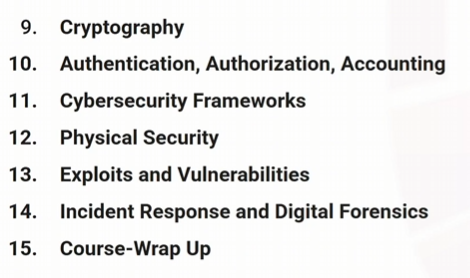 9. Cryptography
10. Authentication, Authorization, Accounting
11. Cybersecurity Frameworks
12. Physical Security
13. Exploits and Vulnerabilities
14. Incident Response and Digital Forensics
15. Course-Wrap Up